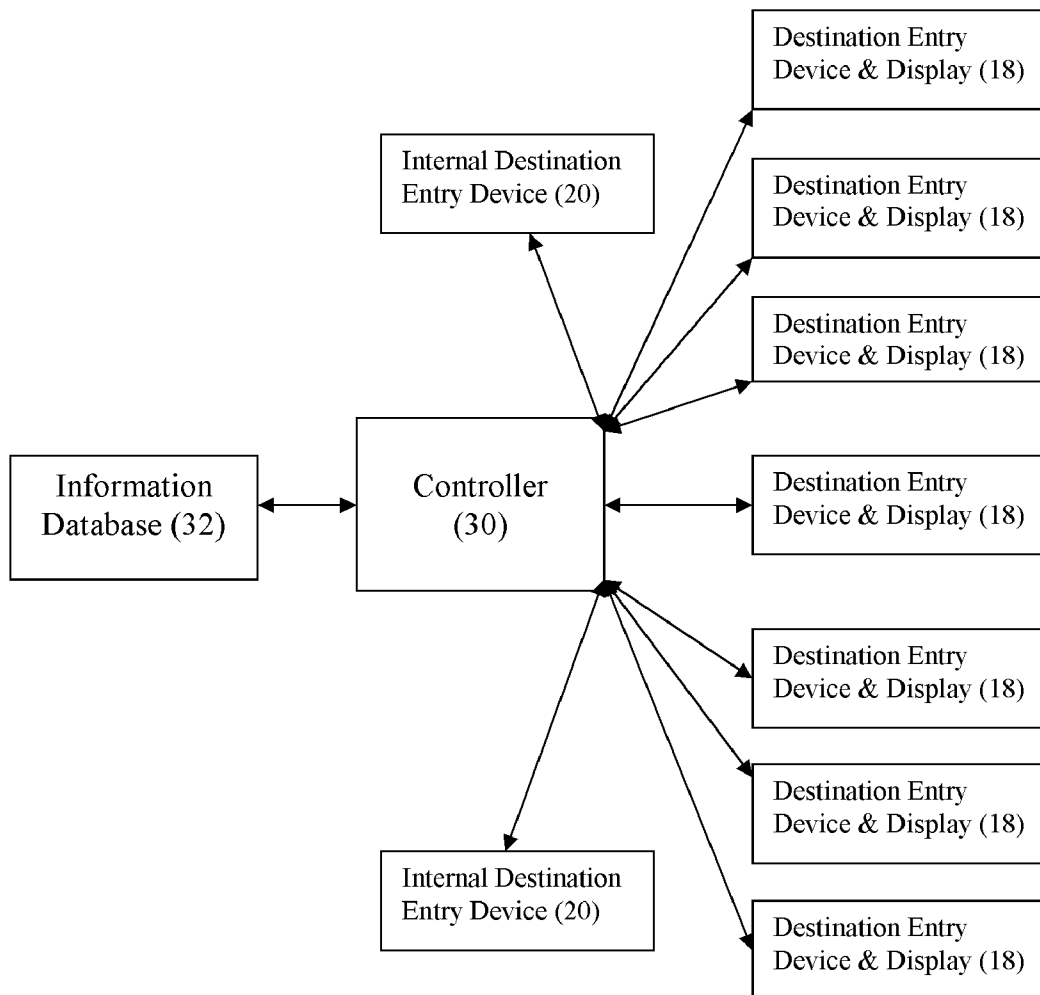 Destination Entry
Device & Display (18)
Internal Destination
Entry Device (20)
Destination Entry
Device & Display (18)
Destination Entry
Device & Display (18)
Information
Database (32)
Controller
(30)
Destination Entry
Device & Display (18)
Destination Entry
Device & Display (18)
Destination Entry
Device & Display (18)
Internal Destination
Entry Device (20)
Destination Entry
Device & Display (18)